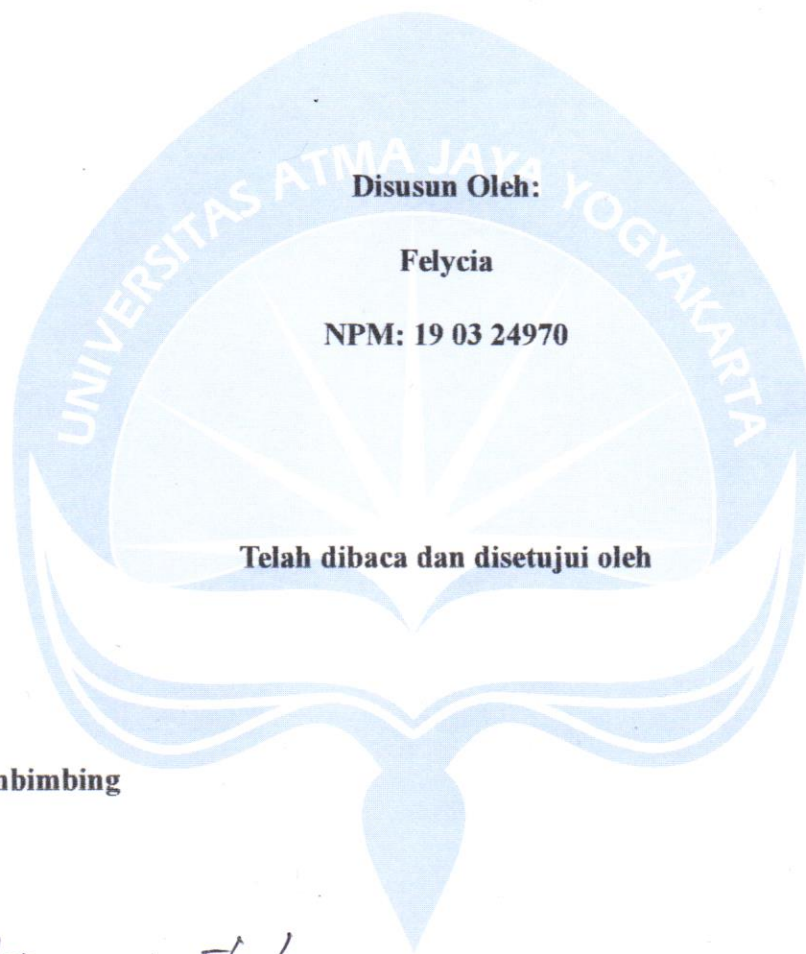 UNIVERSITAS ATMA JAYA YOGYAKARTA
Disusun Oleh:
Felycia
NPM: 19 03 24970
Telah dibaca dan disetujui oleh
nbimbing